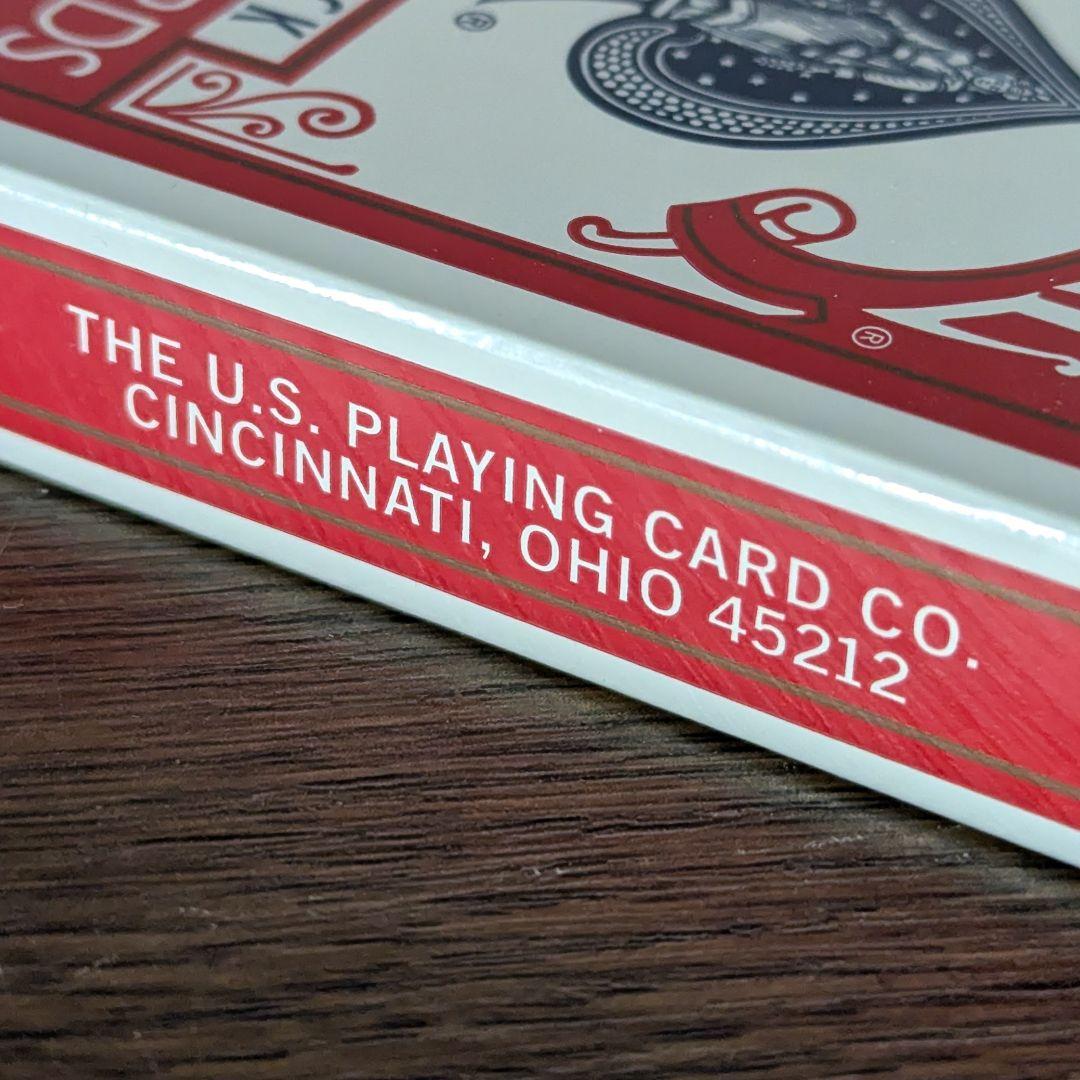 ®
®
THE U.S. PLAYING CARD CO.
CINCINNATI, OHIO 45212